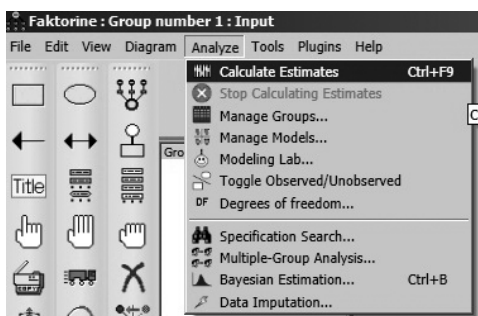 Faktorine : Group number 1 : Input
File Edit View Diagram Analyze Tools Plugins Help
Calculate Estimates Ctrl+F9
Stop Calculating Estimates
Manage Groups...
Manage Models...
Modeling Lab...
Toggle Observed/Unobserved
DF Degrees of freedom...
Specification Search...
Multiple-Group Analysis...
Bayesian Estimation... Ctrl+B
Data Imputation...
Gro
Title